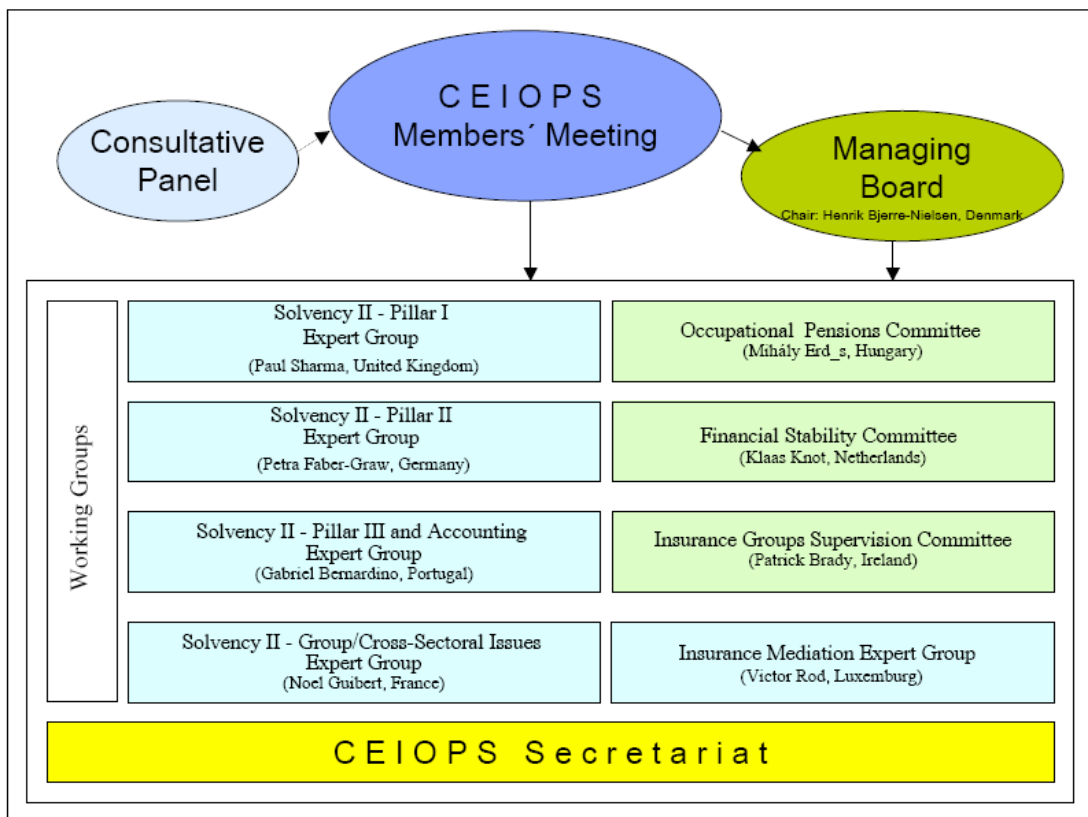 CEIOPS
Members´ Meeting
Consultative
Panel
Managing
Board
Chair: Henrik Bjerre-Nielsen, Denmark
Working Groups
Solvency II - Pillar I
Expert Group
(Paul Sharma, United Kingdom)
Occupational Pensions Committee
(Mihály Erd_s, Hungary)
Solvency II - Pillar II
Expert Group
(Petra Faber-Graw, Germany)
Financial Stability Committee
(Klaas Knot, Netherlands)
Solvency II - Pillar III and Accounting
Expert Group
(Gabriel Bernardino, Portugal)
Insurance Groups Supervision Committee
(Patrick Brady, Ireland)
Solvency II - Group/Cross-Sectoral Issues
Expert Group
(Noel Guibert, France)
Insurance Mediation Expert Group
(Victor Rod, Luxemburg)
CEIOPS Secretariat